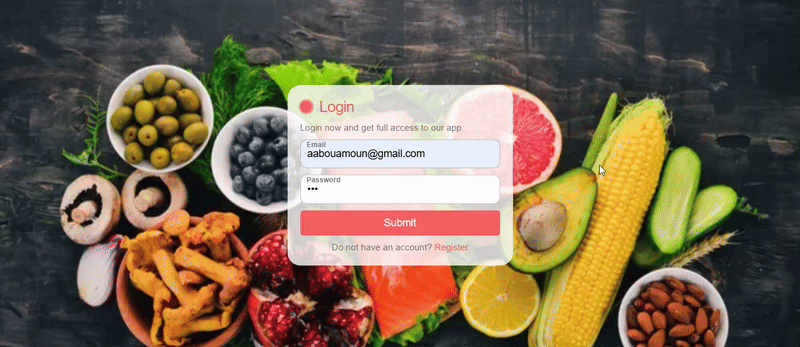 Login
Login now and get full access to our app.
Email
aabouamoun@gmail.com
Password
•••
Submit
Do not have an account? Register